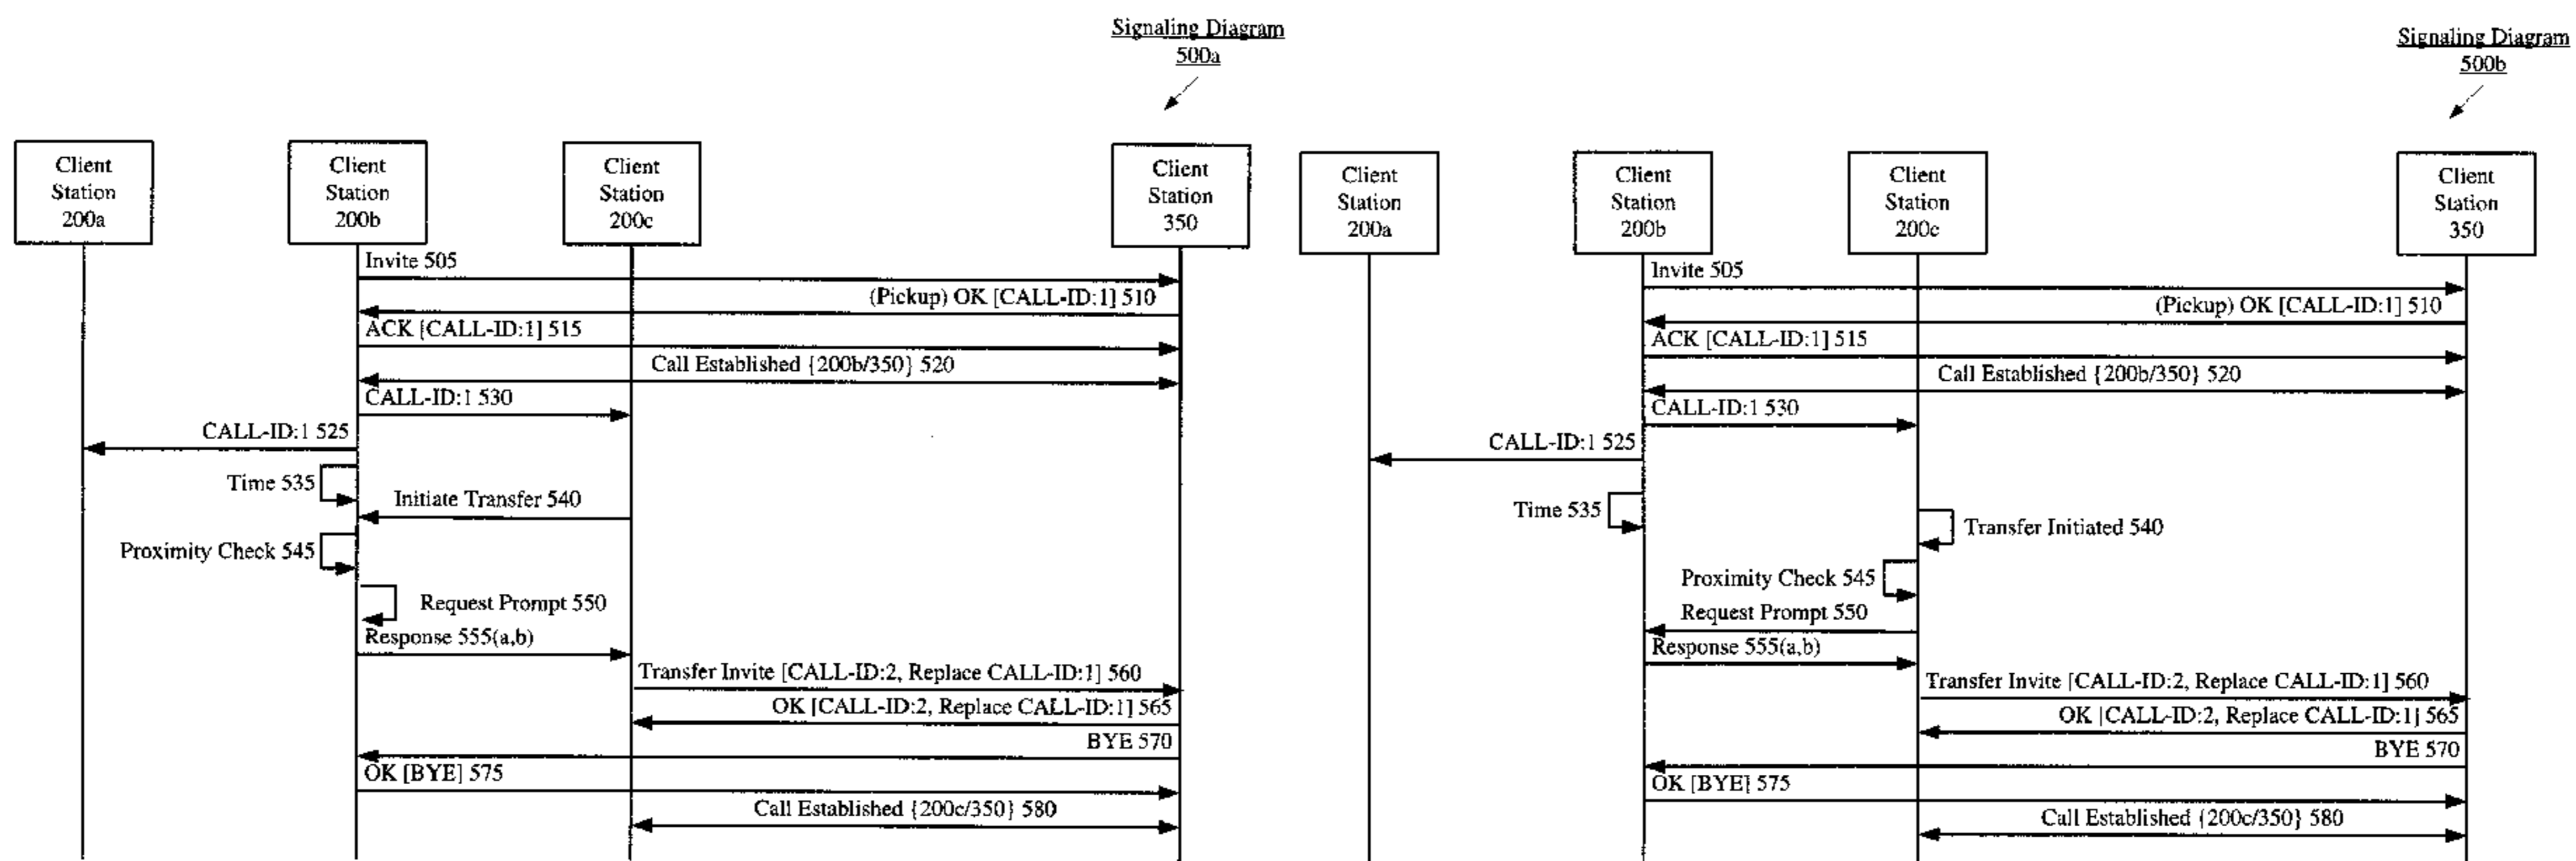 Signaling Diagram
500a
Client
Station
200a
Client
Station
200b
Client
Station
200c
Client
Station
350
Invite 505
(Pickup) OK [CALL-ID:1] 510
ACK [CALL-ID:1] 515
Call Established {200b/350} 520
CALL-ID:1 530
CALL-ID:1 525
Time 535
Initiate Transfer 540
Proximity Check 545
Request Prompt 550
Response 555(a,b)
Transfer Invite [CALL-ID:2, Replace CALL-ID:1] 560
OK [CALL-ID:2, Replace CALL-ID:1] 565
BYE 570
OK [BYE] 575
Call Established {200c/350} 580
Signaling Diagram
500b
Client
Station
200a
Client
Station
200b
Client
Station
200c
Client
Station
350
Invite 505
(Pickup) OK [CALL-ID:1] 510
ACK [CALL-ID:1] 515
Call Established {200b/350} 520
CALL-ID:1 530
CALL-ID:1 525
Time 535
Transfer Initiated 540
Proximity Check 545
Request Prompt 550
Response 555(a,b)
Transfer Invite [CALL-ID:2, Replace CALL-ID:1] 560
OK [CALL-ID:2, Replace CALL-ID:1] 565
BYE 570
OK [BYE] 575
Call Established {200c/350} 580